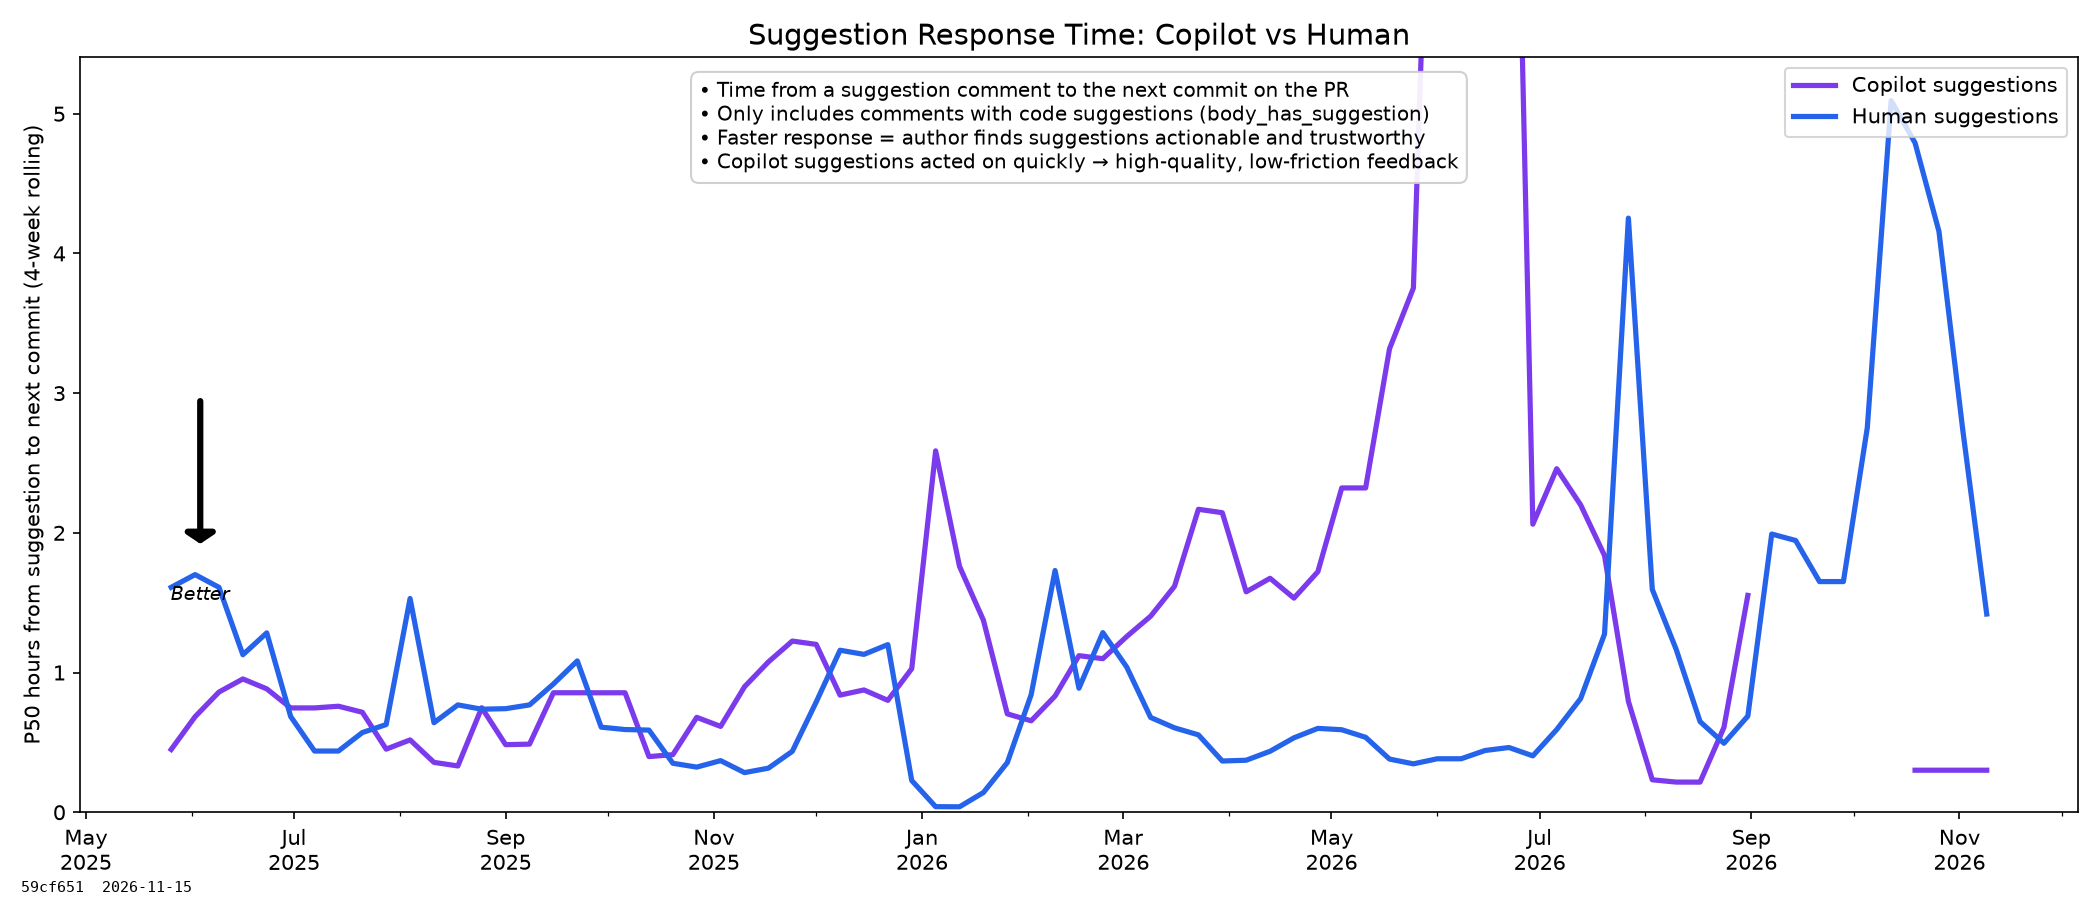 Suggestion Response Time: Copilot vs Human
• Time from a suggestion comment to the next commit on the PR
• Only includes comments with code suggestions (body_has_suggestion)
• Faster response = author finds suggestions actionable and trustworthy
• Copilot suggestions acted on quickly → high-quality, low-friction feedback
Copilot suggestions
Human suggestions
P50 hours from suggestion to next commit (4-week rolling)
5
4
3
2
1
0
Better
May
2025
Jul
2025
Sep
2025
Nov
2025
Jan
2026
Mar
2026
May
2026
Jul
2026
Sep
2026
Nov
2026
59cf651  2026-11-15